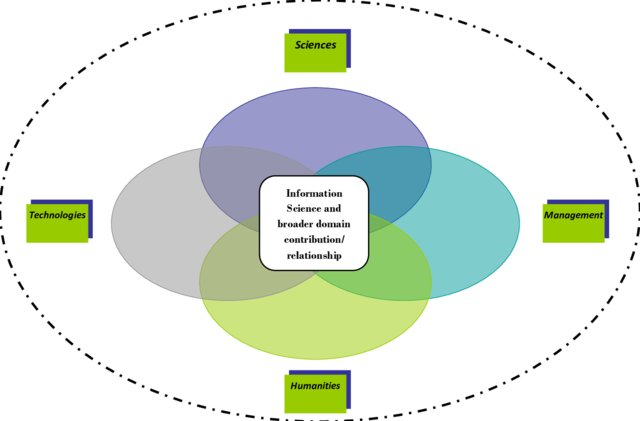 Sciences
Technologies
Information
Science and
broader domain
contribution/
relationship
Management
Humanities